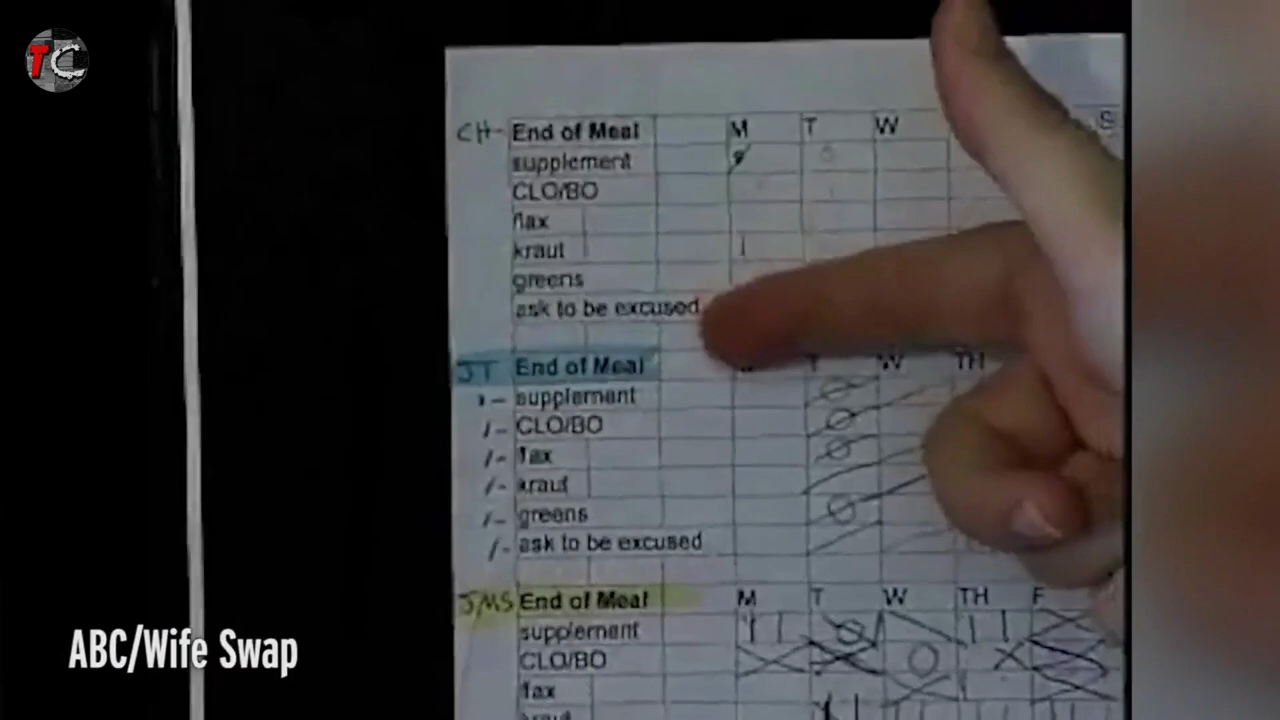 TC
CH- End of Meal M T W S
supplement
CLO/BO
flax
kraut
greens
ask to be excused
JT End of Meal T W TH
supplement
CLO/BO
flax
kraut
greens
ask to be excused
JMS End of Meal M T W TH F
supplement
CLO/BO
flax
kraut
ABC/Wife Swap